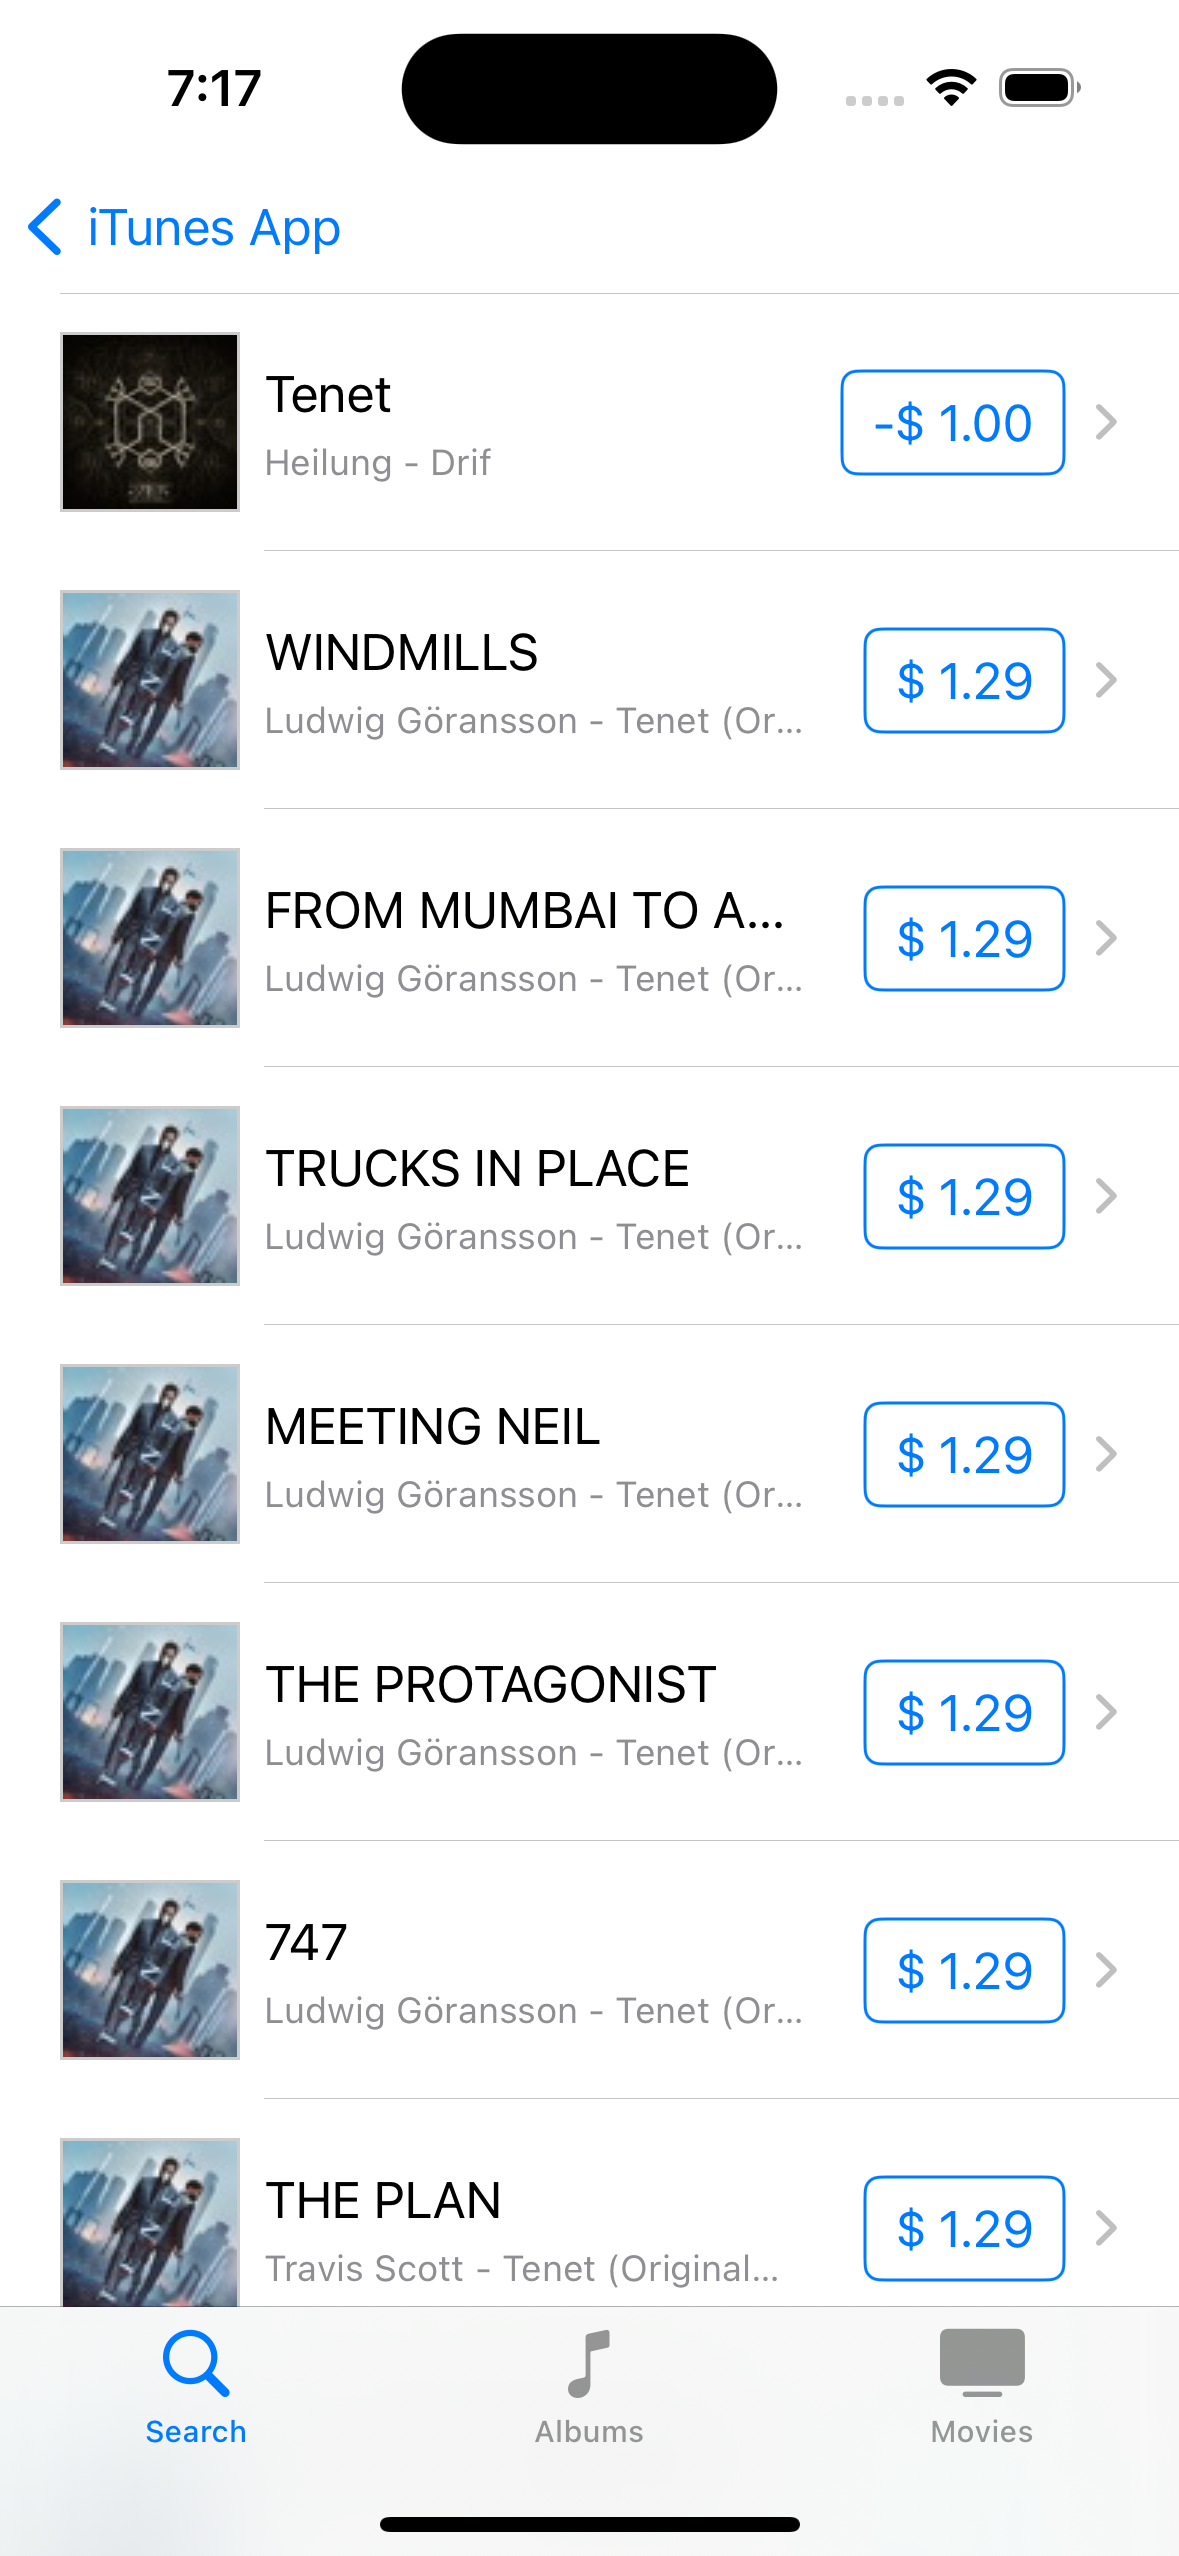 7:17
iTunes App
Tenet
Heilung - Drif
-$ 1.00
WINDMILLS
Ludwig Göransson - Tenet (Or...
$ 1.29
FROM MUMBAI TO A...
Ludwig Göransson - Tenet (Or...
$ 1.29
TRUCKS IN PLACE
Ludwig Göransson - Tenet (Or...
$ 1.29
MEETING NEIL
Ludwig Göransson - Tenet (Or...
$ 1.29
THE PROTAGONIST
Ludwig Göransson - Tenet (Or...
$ 1.29
747
Ludwig Göransson - Tenet (Or...
$ 1.29
THE PLAN
Travis Scott - Tenet (Original...
$ 1.29
Search
Albums
Movies